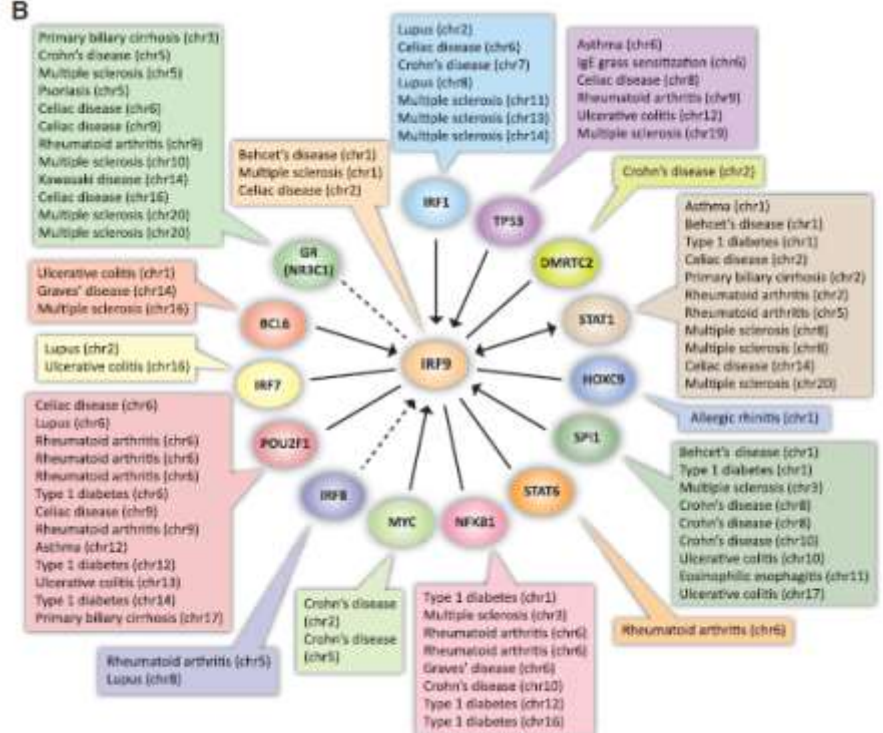 B
Primary biliary cirrhosis (chr3)
Crohn's disease (chr5)
Multiple sclerosis (chr5)
Psoriasis (chr5)
Celiac disease (chr6)
Celiac disease (chr9)
Rheumatoid arthritis (chr9)
Multiple sclerosis (chr10)
Kawasaki disease (chr14)
Celiac disease (chr16)
Multiple sclerosis (chr20)
Multiple sclerosis (chr20)
Behcet's disease (chr1)
Multiple sclerosis (chr1)
Celiac disease (chr2)
Lupus (chr2)
Celiac disease (chr6)
Crohn's disease (chr7)
Lupus (chr8)
Multiple sclerosis (chr11)
Multiple sclerosis (chr13)
Multiple sclerosis (chr14)
Asthma (chr6)
IgE grass sensitization (chr6)
Celiac disease (chr8)
Rheumatoid arthritis (chr9)
Ulcerative colitis (chr12)
Multiple sclerosis (chr19)
Crohn's disease (chr2)
Asthma (chr1)
Behcet's disease (chr1)
Type 1 diabetes (chr1)
Celiac disease (chr2)
Primary biliary cirrhosis (chr2)
Rheumatoid arthritis (chr2)
Rheumatoid arthritis (chr5)
Multiple sclerosis (chr8)
Multiple sclerosis (chr8)
Celiac disease (chr14)
Multiple sclerosis (chr20)
IRF1
TP53
GR
(NR3C1)
DMRTC2
Ulcerative colitis (chr1)
Graves' disease (chr14)
Multiple sclerosis (chr16)
BCL6
STAT1
Lupus (chr2)
Ulcerative colitis (chr16)
IRF7
IRF9
HOXC9
Allergic rhinitis (chr1)
Celiac disease (chr6)
Lupus (chr6)
Rheumatoid arthritis (chr6)
Rheumatoid arthritis (chr6)
Rheumatoid arthritis (chr6)
Type 1 diabetes (chr6)
Celiac disease (chr9)
Rheumatoid arthritis (chr9)
Asthma (chr12)
Type 1 diabetes (chr12)
Ulcerative colitis (chr13)
Type 1 diabetes (chr14)
Primary biliary cirrhosis (chr17)
POU2F1
SPI1
Behcet's disease (chr1)
Type 1 diabetes (chr1)
Multiple sclerosis (chr3)
Crohn's disease (chr8)
Crohn's disease (chr8)
Crohn's disease (chr10)
Ulcerative colitis (chr10)
Eosinophilic esophagitis (chr11)
Ulcerative colitis (chr17)
IRF8
MYC
NFKB1
STAT6
Rheumatoid arthritis (chr5)
Lupus (chr8)
Crohn's disease
(chr2)
Crohn's disease
(chr5)
Type 1 diabetes (chr1)
Multiple sclerosis (chr3)
Rheumatoid arthritis (chr6)
Rheumatoid arthritis (chr6)
Graves' disease (chr6)
Crohn's disease (chr10)
Type 1 diabetes (chr12)
Type 1 diabetes (chr16)
Rheumatoid arthritis (chr6)